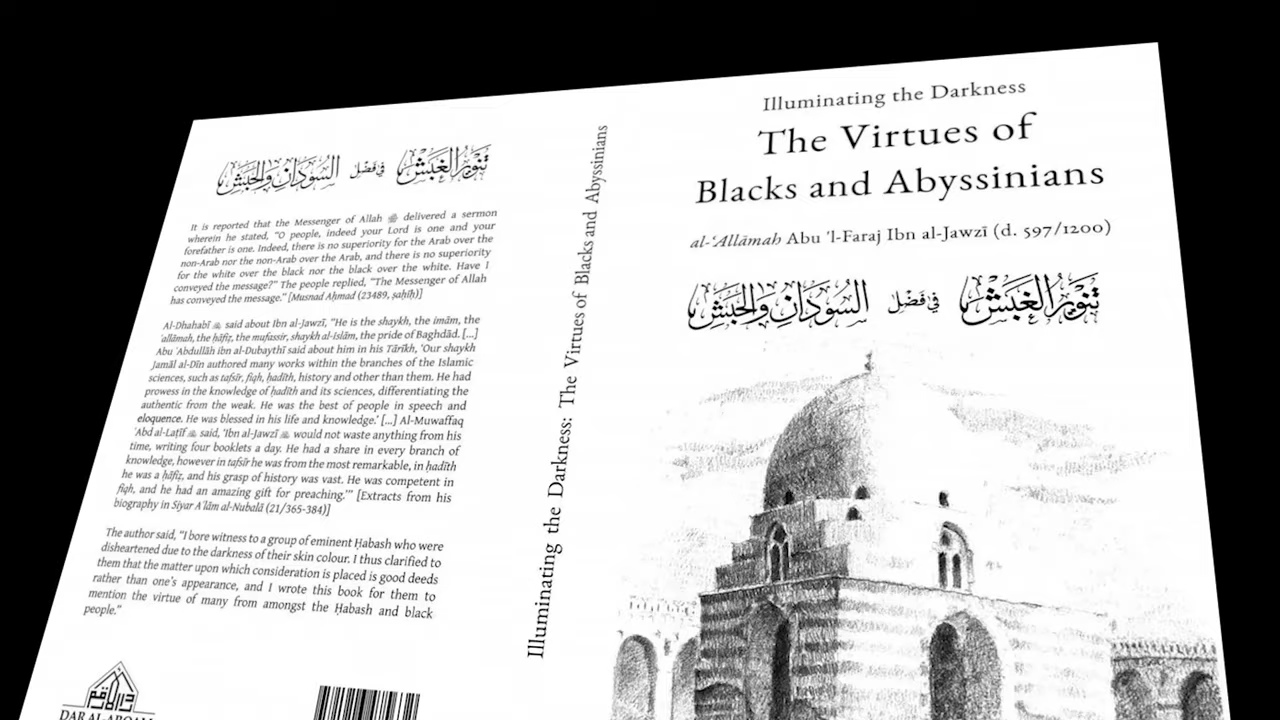 تنوير الغبش في فضل السودان والحبش
It is reported that the Messenger of Allah ﷺ delivered a sermon
wherein he stated, “O people, indeed your Lord is one and your
forefather is one. Indeed, there is no superiority for the Arab over the
non-Arab nor the non-Arab over the Arab, and there is no superiority
for the white over the black nor the black over the white. Have I
conveyed the message?” The people replied, “The Messenger of Allah
has conveyed the message.” [Musnad Aḥmad (23489, ṣaḥīḥ)]
Al-Dhahabī said about Ibn al-Jawzī, “He is the shaykh, the imām, the
ʿallāmah, the ḥāfiẓ, the mufassir, shaykh al-islām, the pride of Baghdād. [...]
Abu ʿAbdullāh ibn al-Dubaythī said about him in his Tārīkh, ‘Our shaykh
Jamāl al-Dīn authored many works within the branches of the Islamic
sciences, such as tafsīr, fiqh, ḥadīth, history and other than them. He had
prowess in the knowledge of ḥadīth and its sciences, differentiating the
authentic from the weak. He was the best of people in speech and
eloquence. He was blessed in his life and knowledge.’ [...] Al-Muwaffaq
ʿAbd al-Laṭīf said, ‘Ibn al-Jawzī would not waste anything from his
time, writing four booklets a day. He had a share in every branch of
knowledge, however in tafsīr he was from the most remarkable, in ḥadīth
he was a ḥāfiẓ, and his grasp of history was vast. He was competent in
fiqh, and he had an amazing gift for preaching.’” [Extracts from his
biography in Siyar Aʿlām al-Nubalā (21/365-384)]
The author said, “I bore witness to a group of eminent Ḥabash who were
disheartened due to the darkness of their skin colour. I thus clarified to
them that the matter upon which consideration is placed is good deeds
rather than one’s appearance, and I wrote this book for them to
mention the virtue of many from amongst the Ḥabash and black
people.”
دار الأرقم
DAR AL-ARQAM
Illuminating the Darkness: The Virtues of Blacks and Abyssinians
Illuminating the Darkness
The Virtues of
Blacks and Abyssinians
al-ʿAllāmah Abu 'l-Faraj Ibn al-Jawzī (d. 597/1200)
تنوير الغبش في فضل السودان والحبش